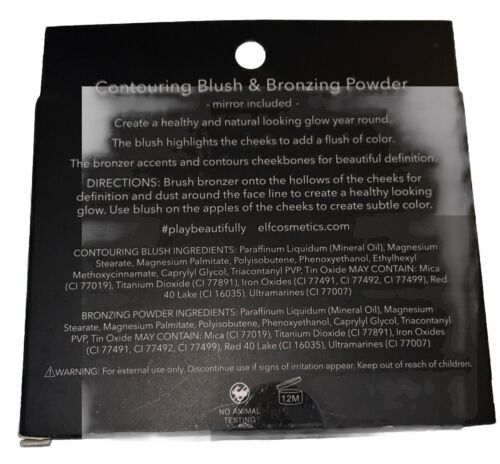 Contouring Blush & Bronzing Powder
- mirror included -
Create a healthy and natural looking glow year round.
The blush highlights the cheeks to add a flush of color.
The bronzer accents and contours cheekbones for beautiful definition.
DIRECTIONS: Brush bronzer onto the hollows of the cheeks for
definition and dust around the face line to create a healthy looking
glow. Use blush on the apples of the cheeks to create subtle color.
#playbeautifully elfcosmetics.com
CONTOURING BLUSH INGREDIENTS: Paraffinum Liquidum (Mineral Oil), Magnesium
Stearate, Magnesium Palmitate, Polyisobutene, Phenoxyethanol, Ethylhexyl
Methoxycinnamate, Caprylyl Glycol, Triacontanyl PVP, Tin Oxide MAY CONTAIN: Mica
(CI 77019), Titanium Dioxide (CI 77891), Iron Oxides (CI 77491, CI 77492, CI 77499), Red
40 Lake (CI 16035), Ultramarines (CI 77007)
BRONZING POWDER INGREDIENTS: Paraffinum Liquidum (Mineral Oil), Magnesium
Stearate, Magnesium Palmitate, Polyisobutene, Phenoxyethanol, Caprylyl Glycol, Triacontanyl
PVP, Tin Oxide MAY CONTAIN: Mica (CI 77019), Titanium Dioxide (CI 77891), Iron Oxides
(CI 77491, CI 77492, CI 77499), Red 40 Lake (CI 16035), Ultramarines (CI 77007)
⚠WARNING: For external use only. Discontinue use if signs of irritation appear. Keep out of reach of children.
NO ANIMAL
TESTING
12M